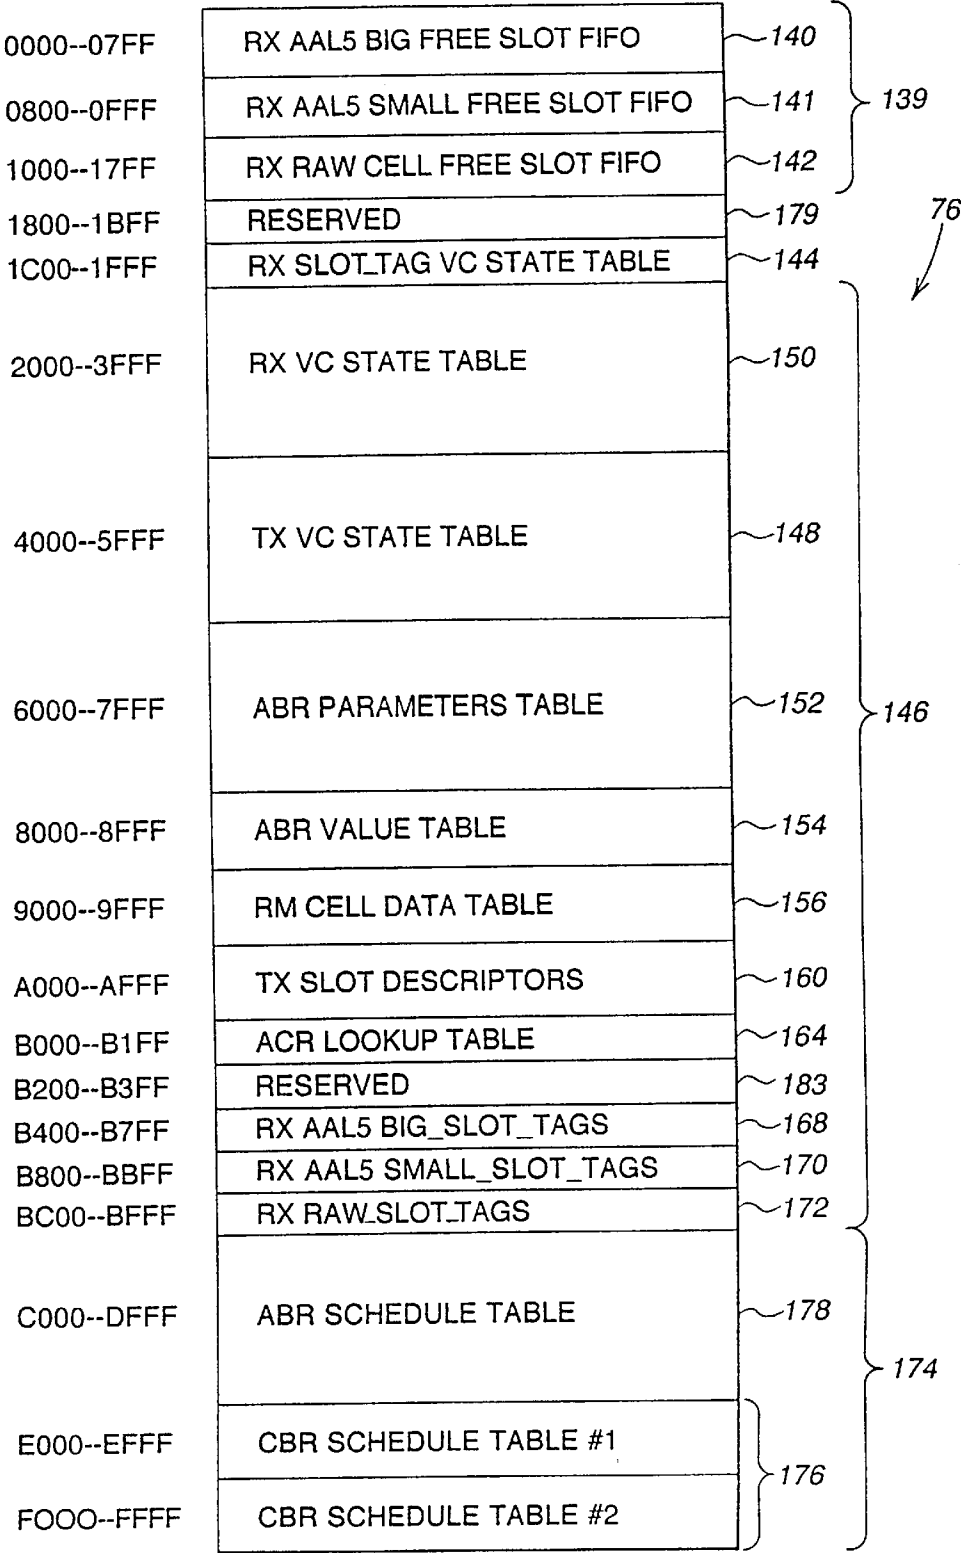 0000--07FF RX AAL5 BIG FREE SLOT FIFO 140
0800--0FFF RX AAL5 SMALL FREE SLOT FIFO 141 139
1000--17FF RX RAW CELL FREE SLOT FIFO 142
1800--1BFF RESERVED 179 76
1C00--1FFF RX SLOT_TAG VC STATE TABLE 144
2000--3FFF RX VC STATE TABLE 150
4000--5FFF TX VC STATE TABLE 148
6000--7FFF ABR PARAMETERS TABLE 152 146
8000--8FFF ABR VALUE TABLE 154
9000--9FFF RM CELL DATA TABLE 156
A000--AFFF TX SLOT DESCRIPTORS 160
B000--B1FF ACR LOOKUP TABLE 164
B200--B3FF RESERVED 183
B400--B7FF RX AAL5 BIG_SLOT_TAGS 168
B800--BBFF RX AAL5 SMALL_SLOT_TAGS 170
BC00--BFFF RX RAW_SLOT_TAGS 172
C000--DFFF ABR SCHEDULE TABLE 178
174
E000--EFFF CBR SCHEDULE TABLE #1
176
FOOO--FFFF CBR SCHEDULE TABLE #2